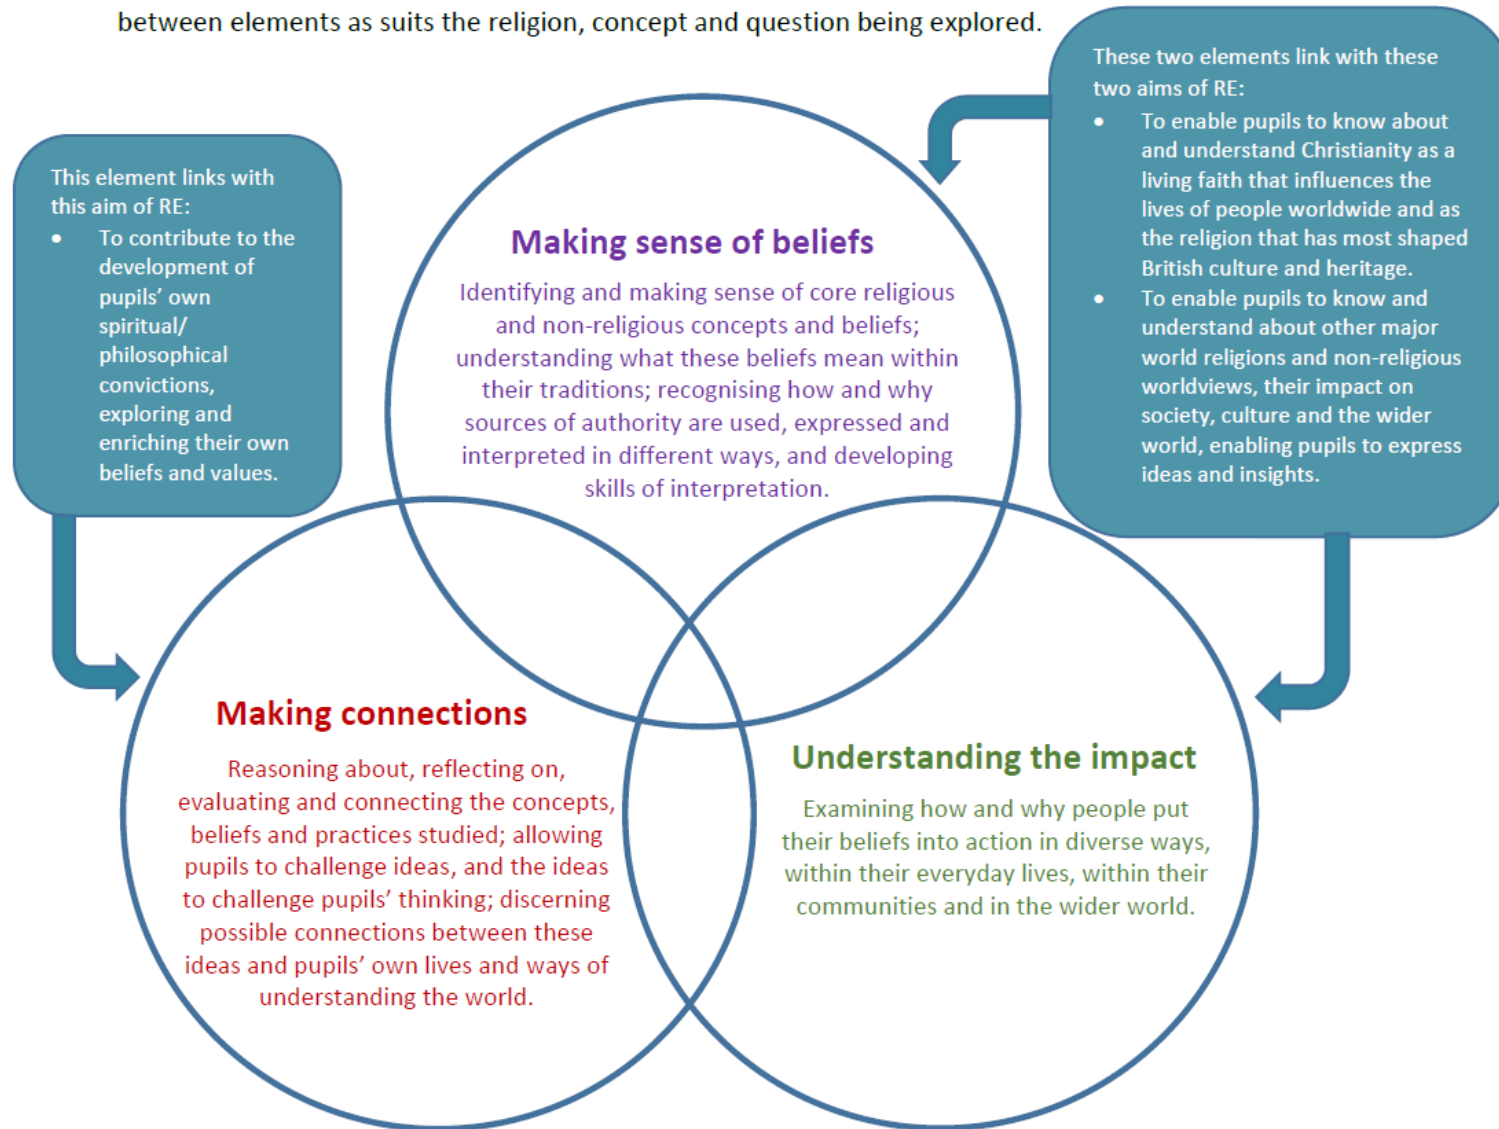 between elements as suits the religion, concept and question being explored.
This element links with
this aim of RE:
• To contribute to the
development of
pupils’ own
spiritual/
philosophical
convictions,
exploring and
enriching their own
beliefs and values.
These two elements link with these
two aims of RE:
• To enable pupils to know about
and understand Christianity as a
living faith that influences the
lives of people worldwide and as
the religion that has most shaped
British culture and heritage.
• To enable pupils to know and
understand about other major
world religions and non-religious
worldviews, their impact on
society, culture and the wider
world, enabling pupils to express
ideas and insights.
Making sense of beliefs
Identifying and making sense of core religious
and non-religious concepts and beliefs;
understanding what these beliefs mean within
their traditions; recognising how and why
sources of authority are used, expressed and
interpreted in different ways, and developing
skills of interpretation.
Making connections
Reasoning about, reflecting on,
evaluating and connecting the concepts,
beliefs and practices studied; allowing
pupils to challenge ideas, and the ideas
to challenge pupils’ thinking; discerning
possible connections between these
ideas and pupils’ own lives and ways of
understanding the world.
Understanding the impact
Examining how and why people put
their beliefs into action in diverse ways,
within their everyday lives, within their
communities and in the wider world.